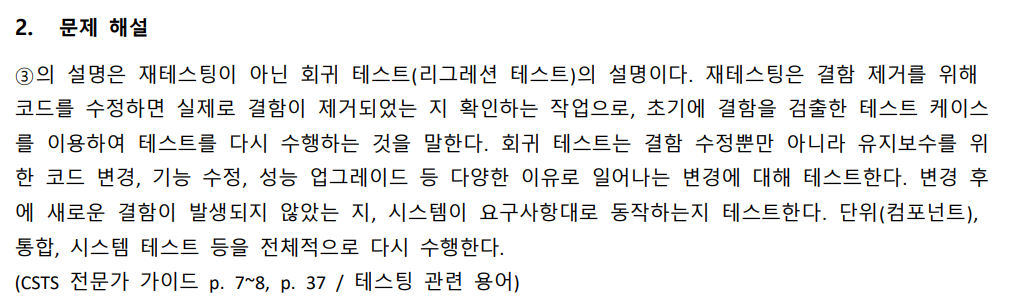 2. 문제 해설
③의 설명은 재테스팅이 아닌 회귀 테스트(리그레션 테스트)의 설명이다. 재테스팅은 결함 제거를 위해
코드를 수정하면 실제로 결함이 제거되었는 지 확인하는 작업으로, 초기에 결함을 검출한 테스트 케이스
를 이용하여 테스트를 다시 수행하는 것을 말한다. 회귀 테스트는 결함 수정뿐만 아니라 유지보수를 위
한 코드 변경, 기능 수정, 성능 업그레이드 등 다양한 이유로 일어나는 변경에 대해 테스트한다. 변경 후
에 새로운 결함이 발생되지 않았는 지, 시스템이 요구사항대로 동작하는지 테스트한다. 단위(컴포넌트),
통합, 시스템 테스트 등을 전체적으로 다시 수행한다.
(CSTS 전문가 가이드 p. 7~8, p. 37 / 테스팅 관련 용어)